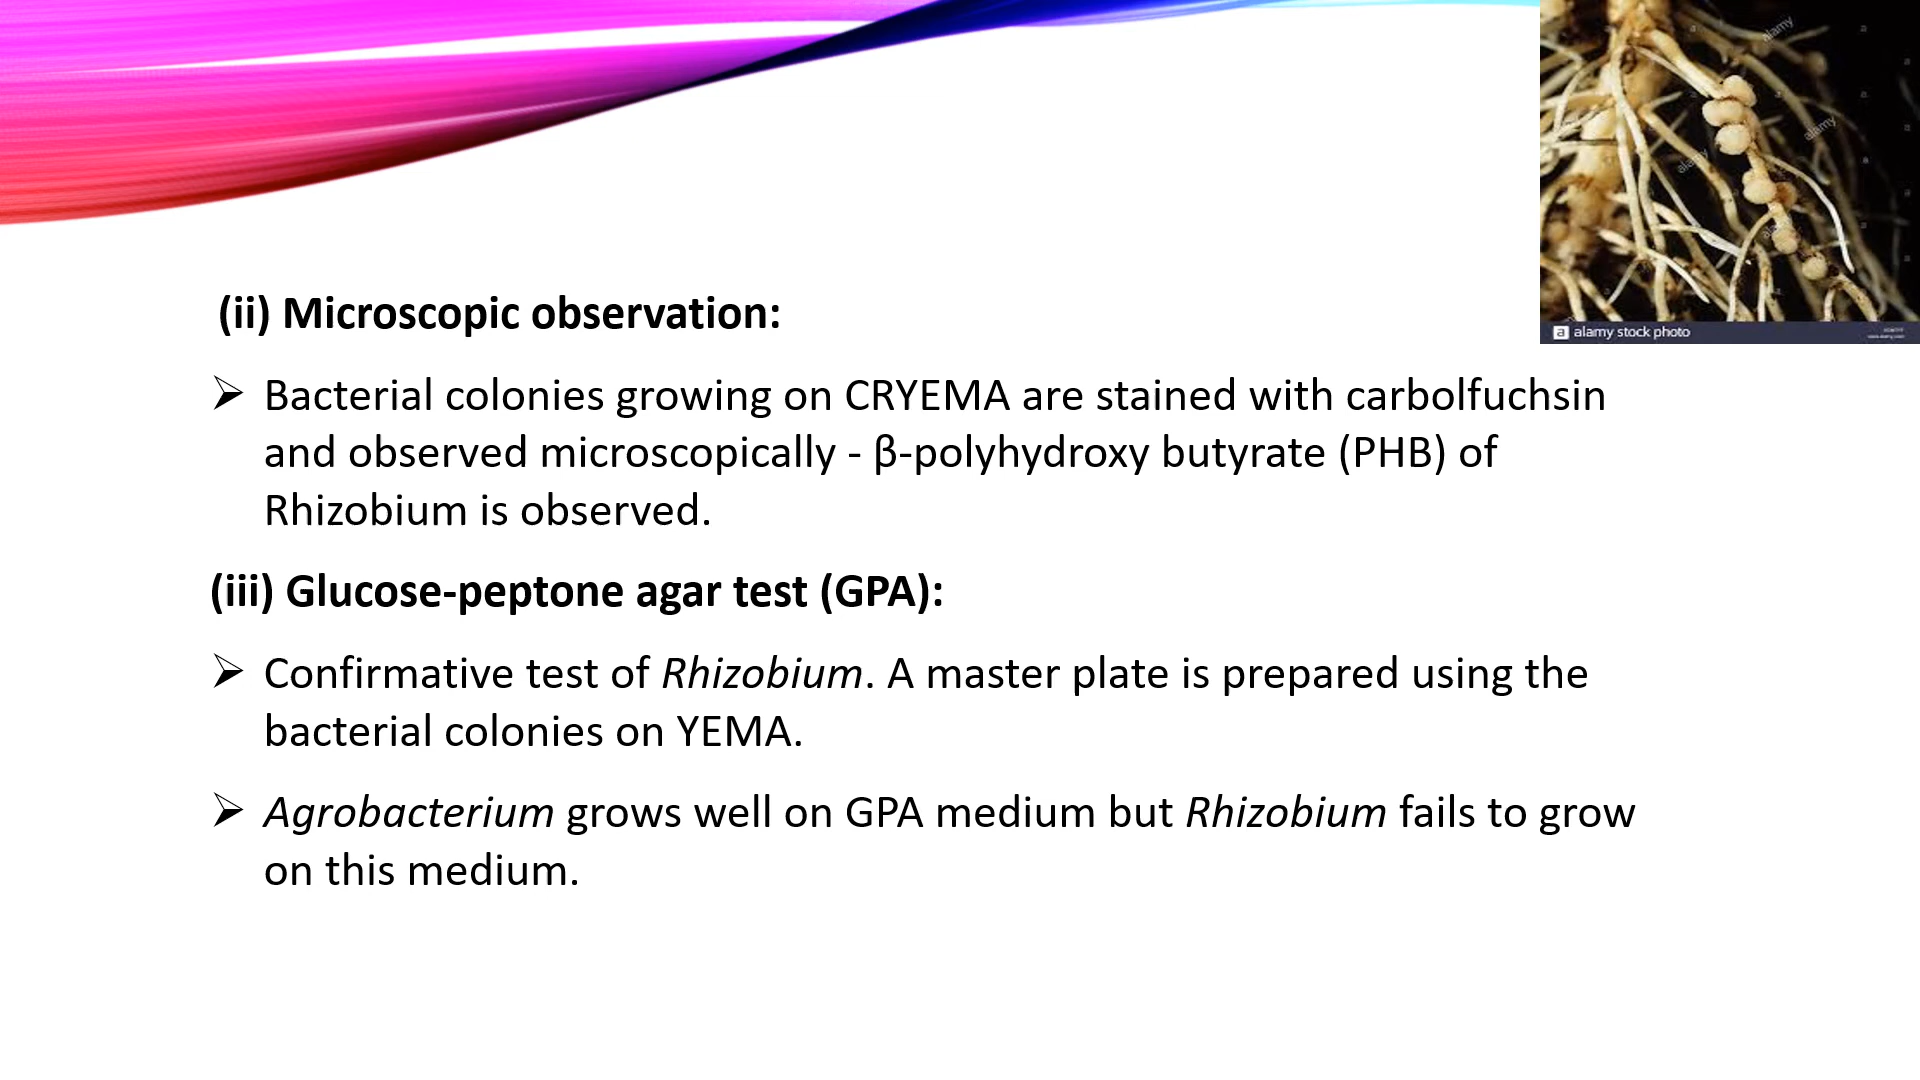 alamy
alamy
alamy
a alamy stock photo
(ii) Microscopic observation:
➢ Bacterial colonies growing on CRYEMA are stained with carbolfuchsin
and observed microscopically - β-polyhydroxy butyrate (PHB) of
Rhizobium is observed.
(iii) Glucose-peptone agar test (GPA):
➢ Confirmative test of Rhizobium. A master plate is prepared using the
bacterial colonies on YEMA.
➢ Agrobacterium grows well on GPA medium but Rhizobium fails to grow
on this medium.